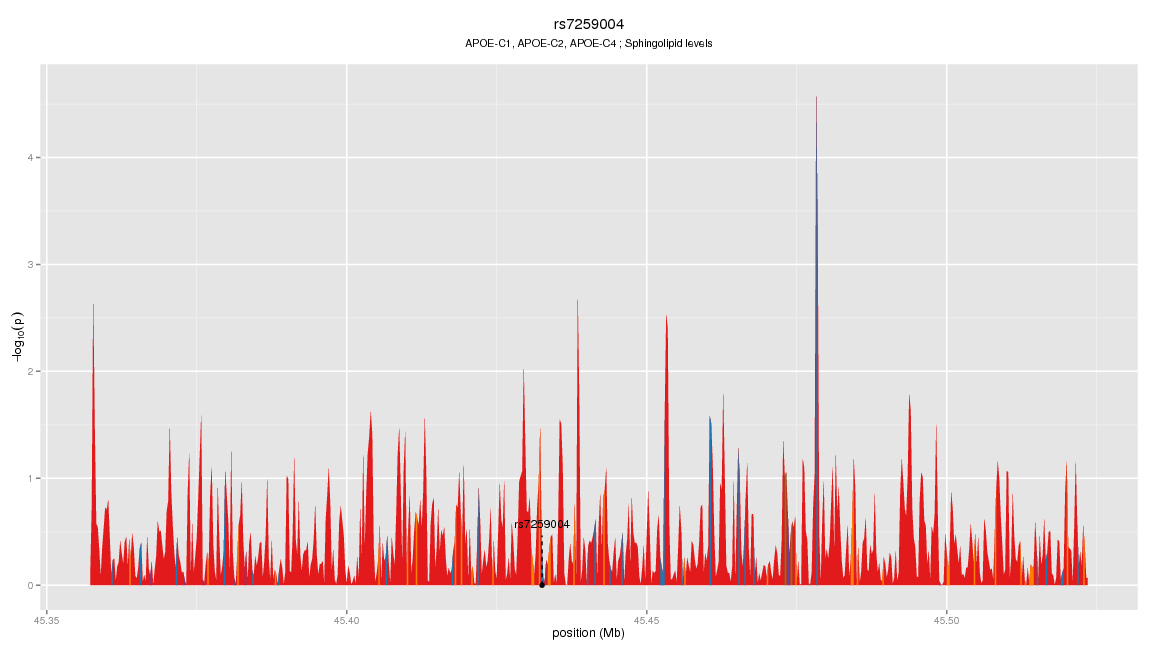 rs7259004
APOE-C1, APOE-C2, APOE-C4 ; Sphingolipid levels
4
3
2
1
0
−log10(p)
rs7259004
45.35
45.40
45.45
45.50
position (Mb)